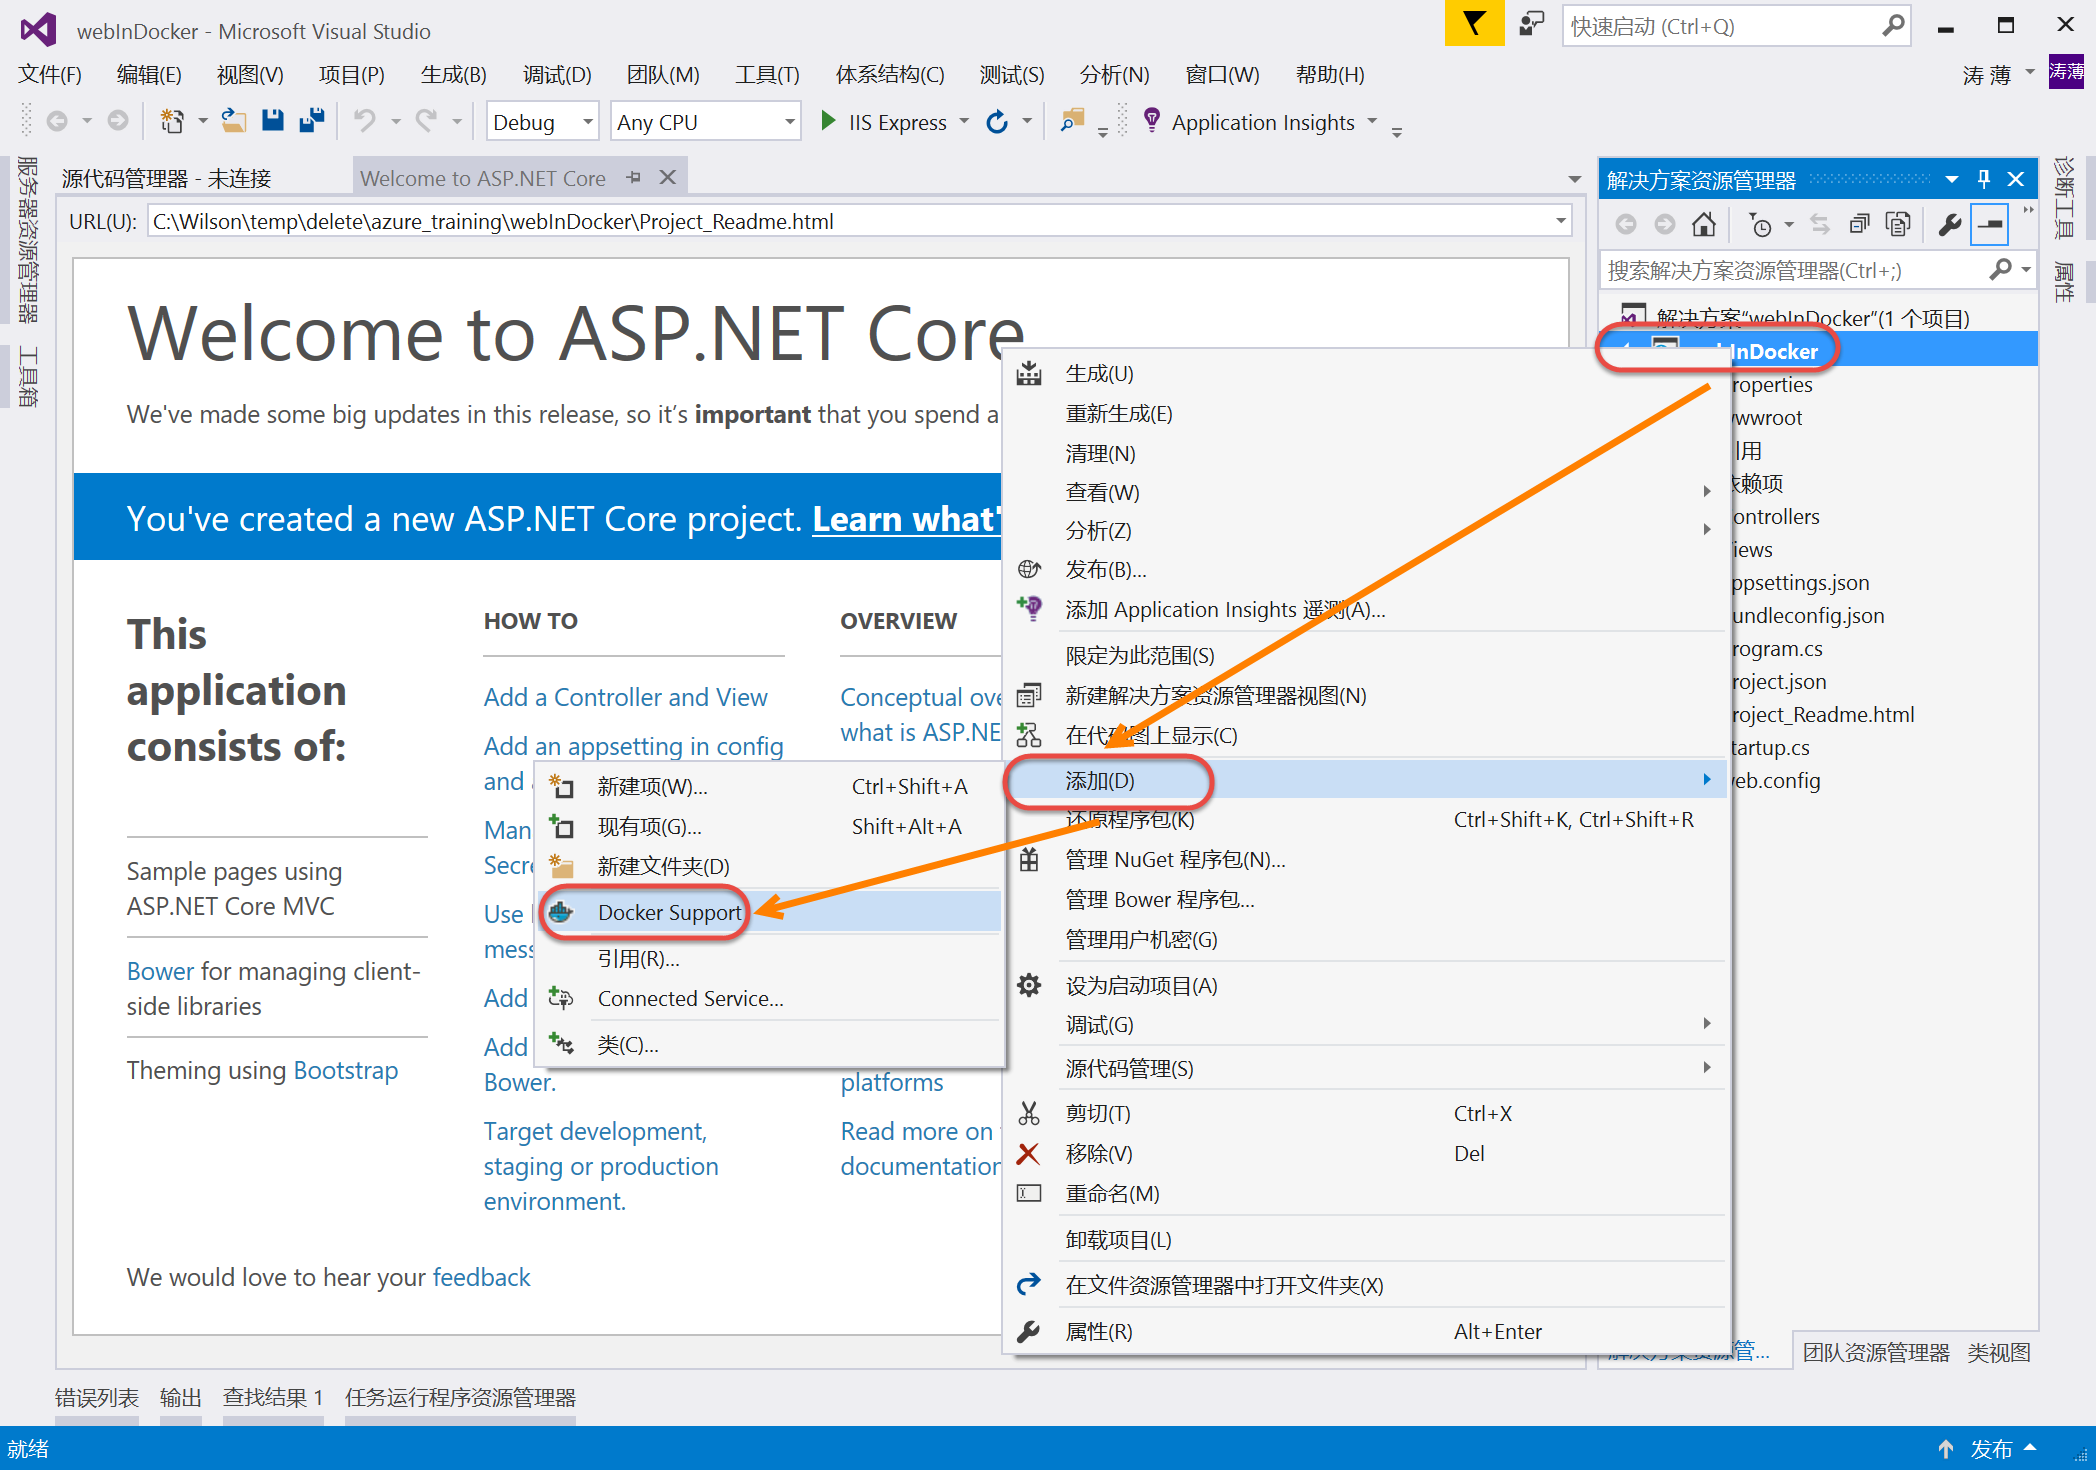 webInDocker - Microsoft Visual Studio
快速启动 (Ctrl+Q)
文件(F) 编辑(E) 视图(V) 项目(P) 生成(B) 调试(D) 团队(M) 工具(T) 体系结构(C) 测试(S) 分析(N) 窗口(W) 帮助(H)
涛 薄
涛薄
Debug Any CPU IIS Express Application Insights
服务器资源管理器
工具箱
源代码管理器 - 未连接
Welcome to ASP.NET Core
URL(U): C:\Wilson\temp\delete\azure_training\webInDocker\Project_Readme.html
Welcome to ASP.NET Core
We've made some big updates in this release, so it’s important that you spend a
You've created a new ASP.NET Core project. Learn what'
This
application
consists of:
Sample pages using
ASP.NET Core MVC
Bower for managing client-
side libraries
Theming using Bootstrap
We would love to hear your feedback
HOW TO
Add a Controller and View
Add an appsetting in config
and
Man
Secre
Use
mess
Add
Add
Bower.
Target development,
staging or production
environment.
OVERVIEW
Conceptual ove
what is ASP.NE
platforms
Read more on
documentation
新建项(W)... Ctrl+Shift+A
现有项(G)... Shift+Alt+A
新建文件夹(D)
Docker Support
引用(R)...
Connected Service...
类(C)...
生成(U)
重新生成(E)
清理(N)
查看(W)
分析(Z)
发布(B)...
添加 Application Insights 遥测(A)...
限定为此范围(S)
新建解决方案资源管理器视图(N)
在代码图上显示(C)
添加(D)
还原程序包(K) Ctrl+Shift+K, Ctrl+Shift+R
管理 NuGet 程序包(N)...
管理 Bower 程序包...
管理用户机密(G)
设为启动项目(A)
调试(G)
源代码管理(S)
剪切(T) Ctrl+X
移除(V) Del
重命名(M)
卸载项目(L)
在文件资源管理器中打开文件夹(X)
属性(R) Alt+Enter
解决方案资源管理器
搜索解决方案资源管理器(Ctrl+;)
解决方案“webInDocker”(1 个项目)
bInDocker
roperties
wwroot
引用
依赖项
ontrollers
iews
ppsettings.json
undleconfig.json
rogram.cs
roject.json
roject_Readme.html
tartup.cs
eb.config
解决方案资源管...
团队资源管理器
类视图
诊断工具
属性
错误列表 输出 查找结果 1 任务运行程序资源管理器
就绪
发布